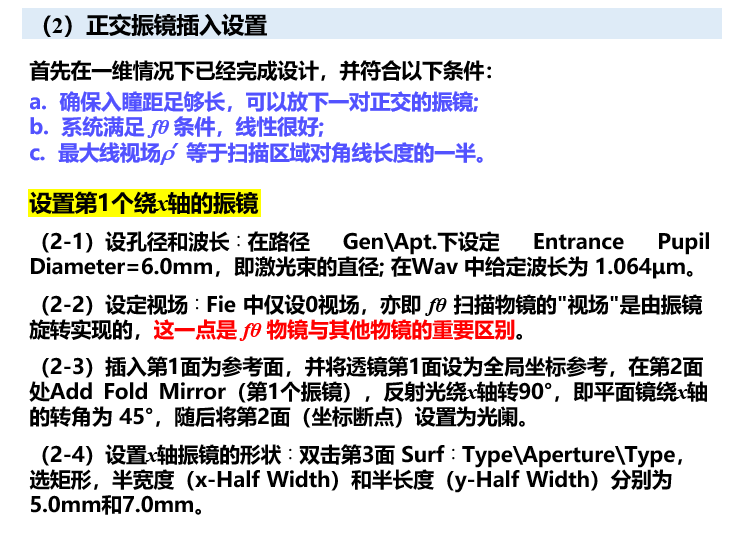 （2）正交振镜插入设置
首先在一维情况下已经完成设计，并符合以下条件：
a. 确保入瞳距足够长，可以放下一对正交的振镜;
b. 系统满足 fθ 条件，线性很好;
c. 最大线视场ρ′ 等于扫描区域对角线长度的一半。
设置第1个绕x轴的振镜
（2-1）设孔径和波长：在路径 Gen\Apt.下设定 Entrance Pupil
Diameter=6.0mm，即激光束的直径; 在Wav 中给定波长为 1.064μm。
（2-2）设定视场：Fie 中仅设0视场，亦即 fθ 扫描物镜的"视场"是由振镜
旋转实现的，这一点是 fθ 物镜与其他物镜的重要区别。
（2-3）插入第1面为参考面，并将透镜第1面设为全局坐标参考，在第2面
处Add Fold Mirror（第1个振镜），反射光绕x轴转90°，即平面镜绕x轴
的转角为 45°，随后将第2面（坐标断点）设置为光阑。
（2-4）设置x轴振镜的形状：双击第3面 Surf：Type\Aperture\Type，
选矩形，半宽度（x-Half Width）和半长度（y-Half Width）分别为
5.0mm和7.0mm。